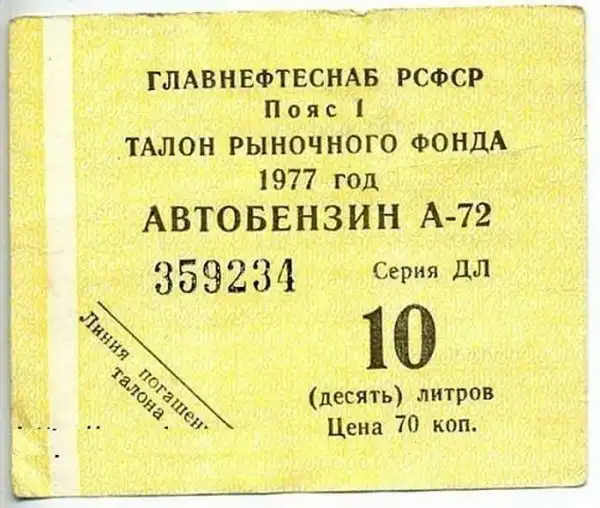 ГЛАВНЕФТЕСНАБ РСФСР
Пояс I
ТАЛОН РЫНОЧНОГО ФОНДА
1977 год
АВТОБЕНЗИН А-72
359234 Серия ДЛ
10
(десять) литров
Цена 70 коп.
Линия погашен
талона